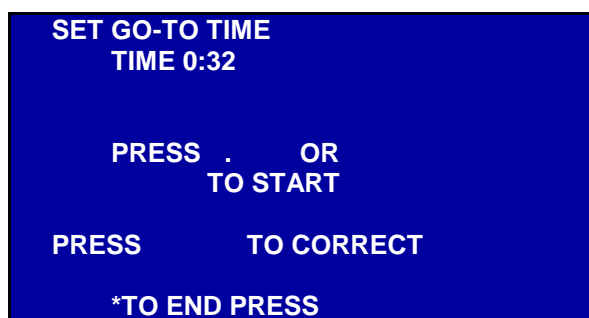 SET GO-TO TIME
TIME 0:32
PRESS . OR
TO START
PRESS TO CORRECT
*TO END PRESS